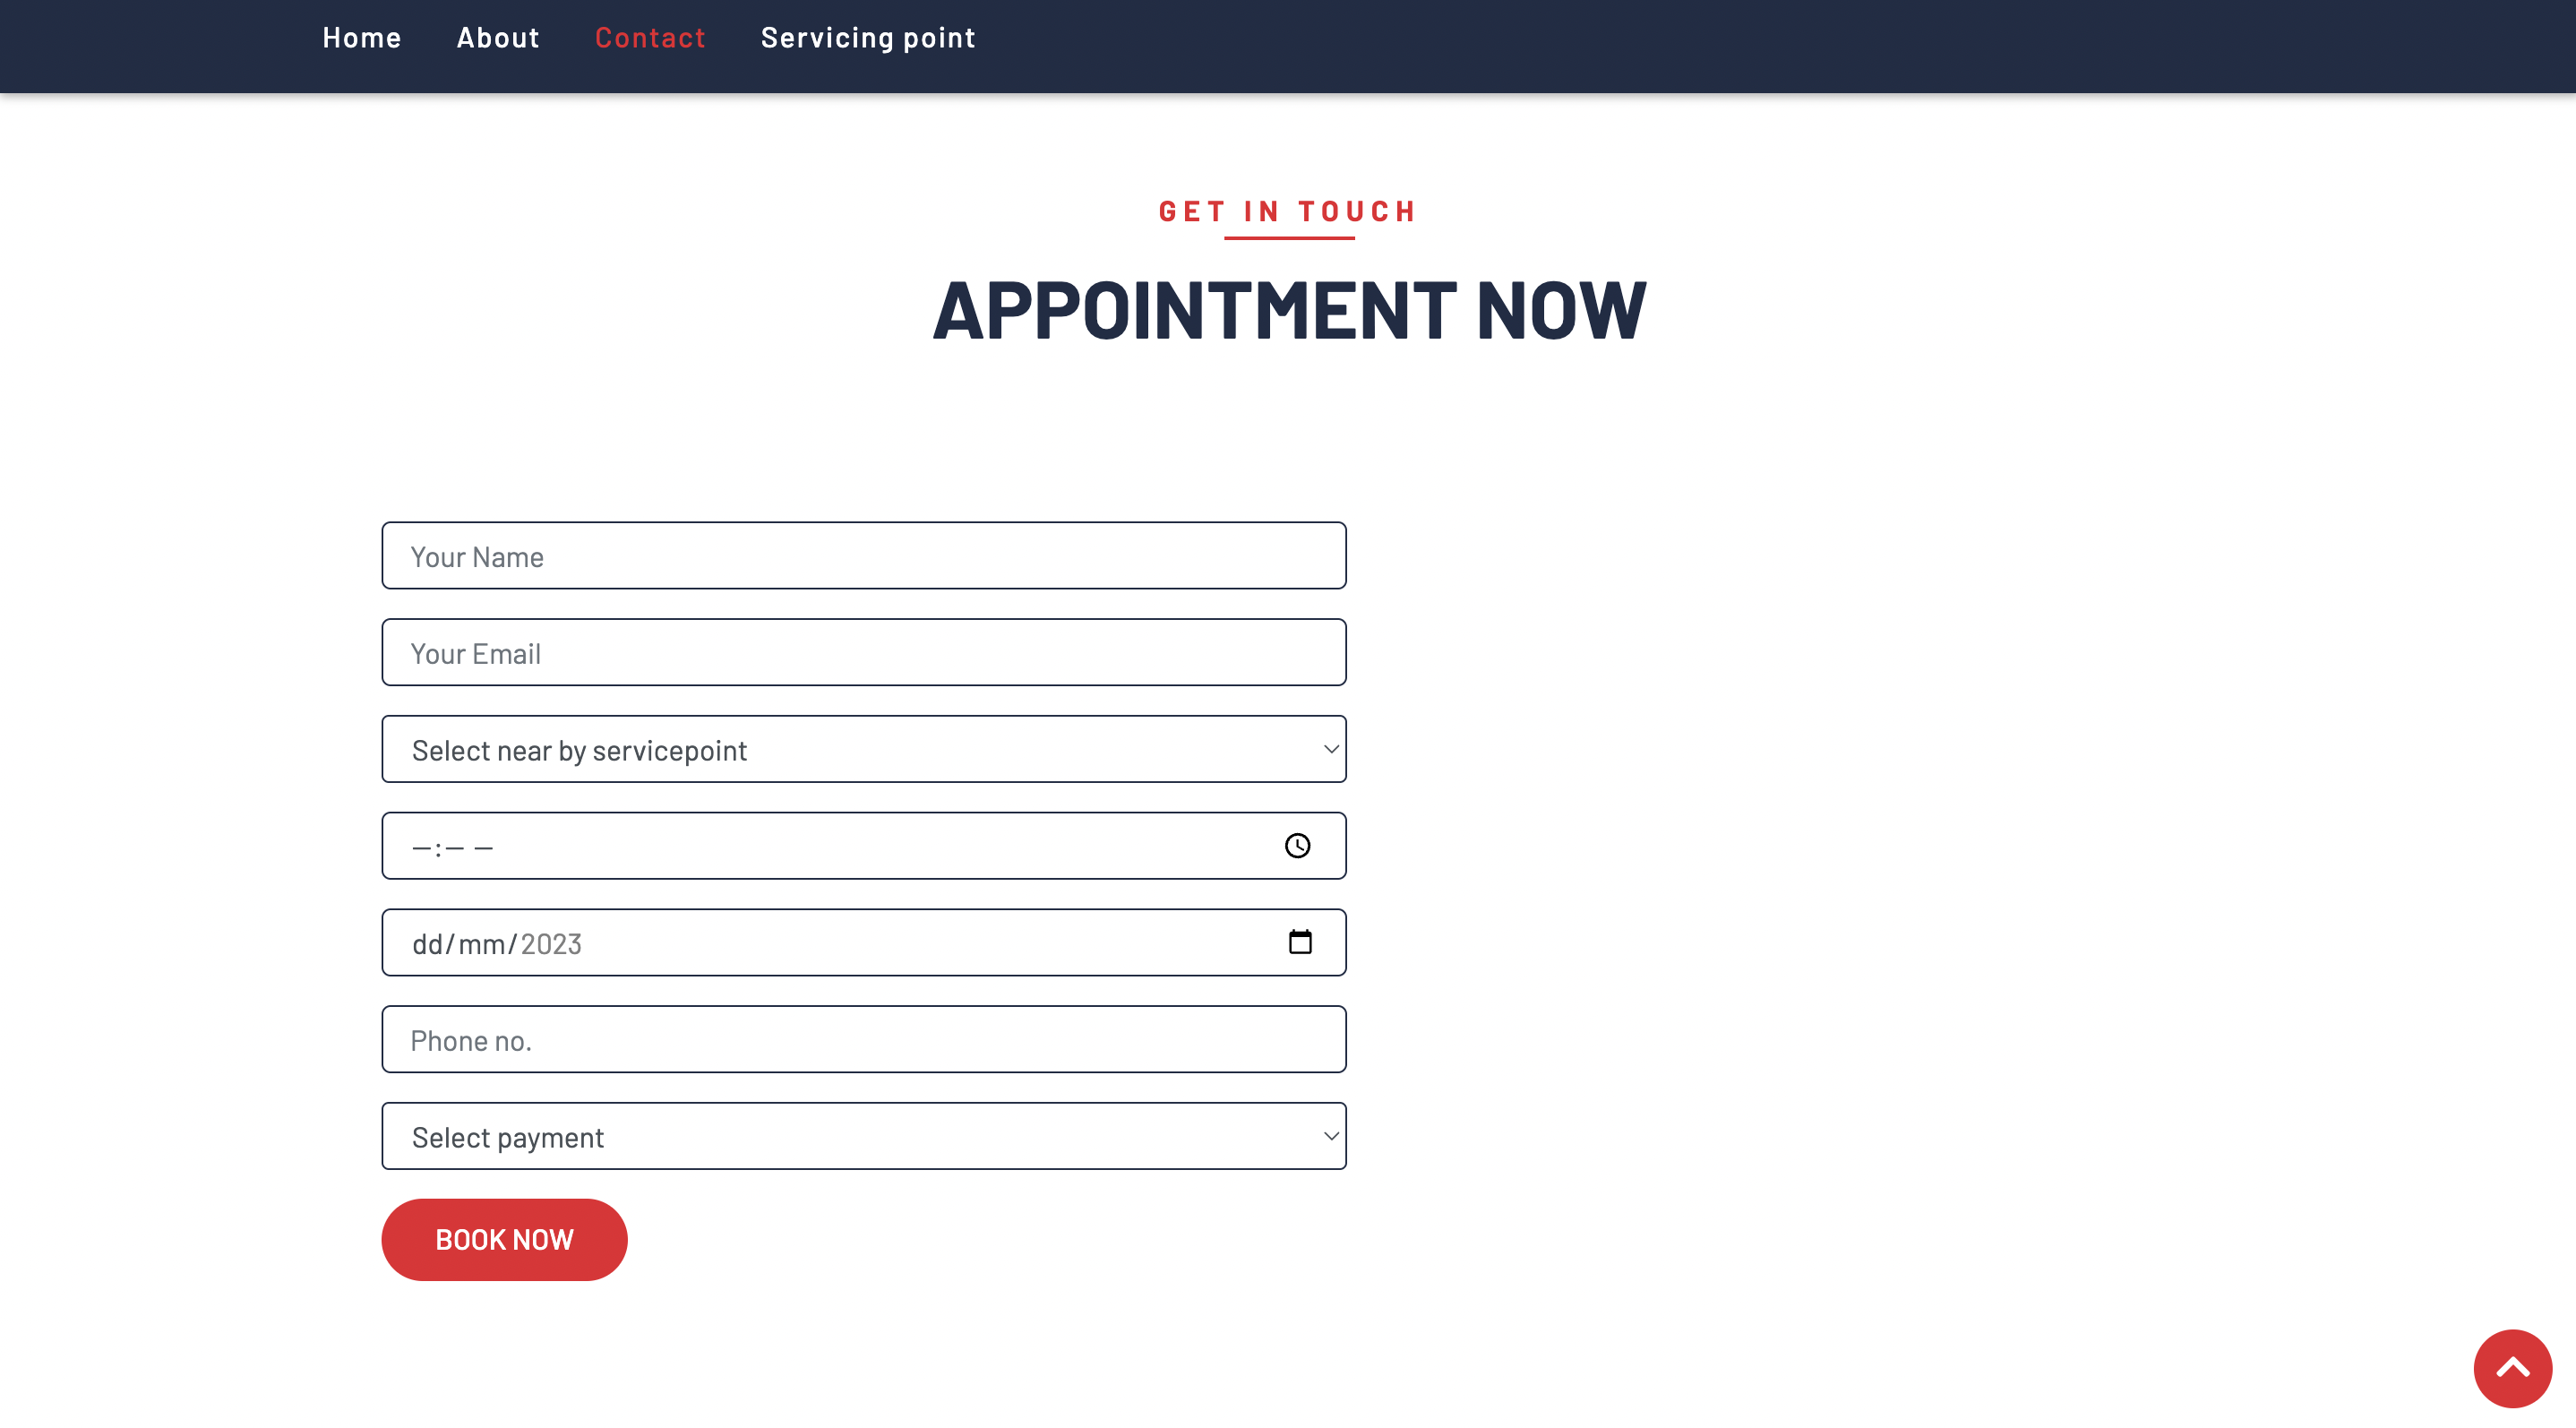 Home About Contact Servicing point
GET IN TOUCH
APPOINTMENT NOW
Your Name
Your Email
Select near by servicepoint
--:-- --
dd/mm/2023
Phone no.
Select payment
BOOK NOW